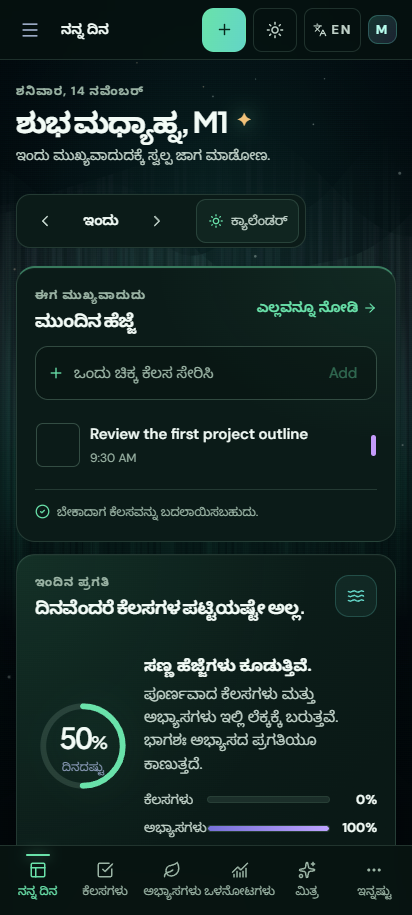 ನನ್ನ ದಿನ
EN
M
ಶನಿವಾರ, 14 ನವೆಂಬರ್
ಶುಭ ಮಧ್ಯಾಹ್ನ, M1
ಇಂದು ಮುಖ್ಯವಾದುದಕ್ಕೆ ಸ್ವಲ್ಪ ಜಾಗ ಮಾಡೋಣ.
ಇಂದು
ಕ್ಯಾಲೆಂಡರ್
ಈಗ ಮುಖ್ಯವಾದುದು
ಮುಂದಿನ ಹೆಜ್ಜೆ
ಎಲ್ಲವನ್ನೂ ನೋಡಿ
ಒಂದು ಚಿಕ್ಕ ಕೆಲಸ ಸೇರಿಸಿ
Add
Review the first project outline
9:30 AM
ಬೇಕಾದಾಗ ಕೆಲಸವನ್ನು ಬದಲಾಯಿಸಬಹುದು.
ಇಂದಿನ ಪ್ರಗತಿ
ದಿನವೆಂದರೆ ಕೆಲಸಗಳ ಪಟ್ಟಿಯಷ್ಟೇ ಅಲ್ಲ.
50%
ದಿನದಷ್ಟು
ಸಣ್ಣ ಹೆಜ್ಜೆಗಳು ಕೂಡುತ್ತಿವೆ.
ಪೂರ್ಣವಾದ ಕೆಲಸಗಳು ಮತ್ತು
ಅಭ್ಯಾಸಗಳು ಇಲ್ಲಿ ಲೆಕ್ಕಕ್ಕೆ ಬರುತ್ತವೆ.
ಭಾಗಶಃ ಅಭ್ಯಾಸದ ಪ್ರಗತಿಯೂ
ಕಾಣುತ್ತದೆ.
ಕೆಲಸಗಳು 0%
ಅಭ್ಯಾಸಗಳು 100%
ನನ್ನ ದಿನ
ಕೆಲಸಗಳು
ಅಭ್ಯಾಸಗಳು
ಒಳನೋಟಗಳು
ಮಿತ್ರ
ಇನ್ನಷ್ಟು